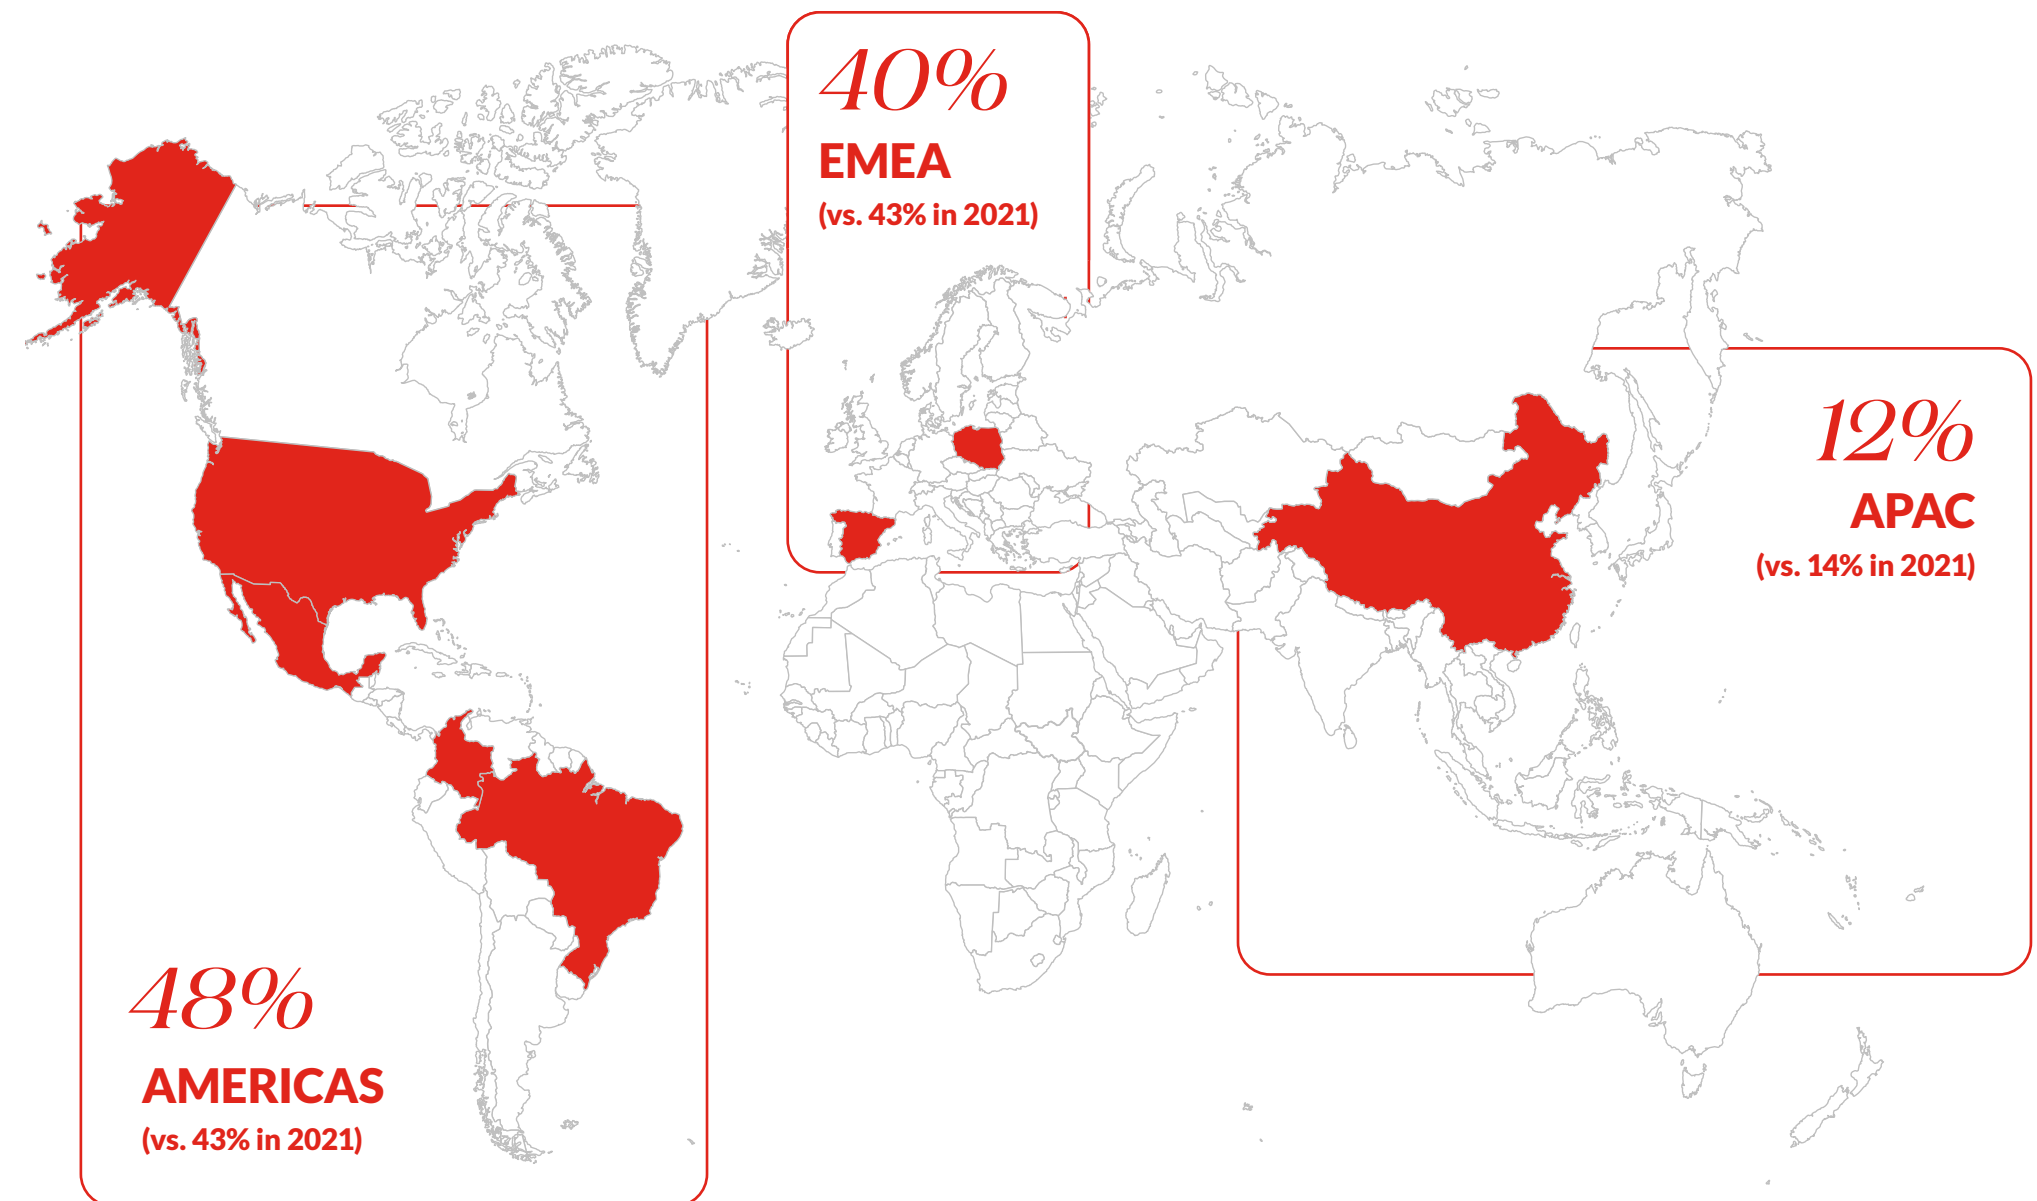 40%
EMEA
(vs. 43% in 2021)
12%
APAC
(vs. 14% in 2021)
48%
AMERICAS
(vs. 43% in 2021)